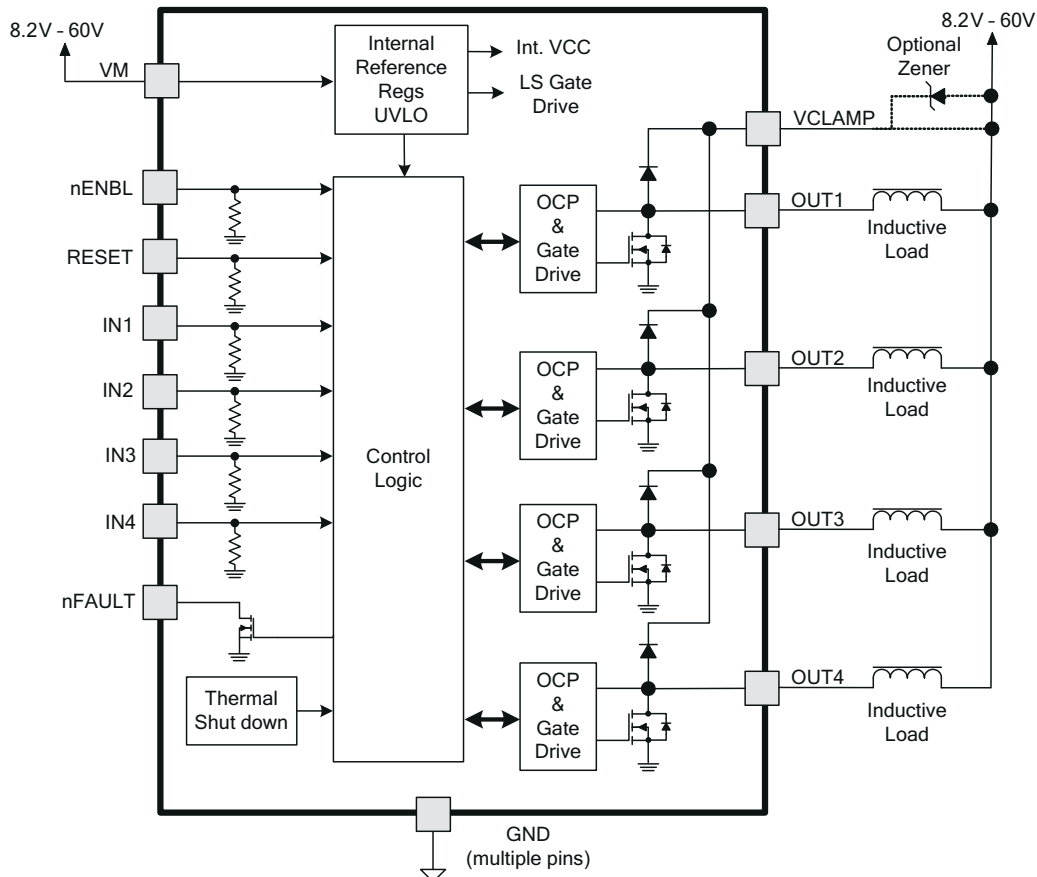 8.2V - 60V
8.2V - 60V
Internal
Reference
Regs
UVLO
Int. VCC
LS Gate
Drive
Optional
Zener
VM
VCLAMP
nENBL
OCP
&
Gate
Drive
OUT1
Inductive
Load
RESET
IN1
IN2
OCP
&
Gate
Drive
OUT2
Inductive
Load
IN3
Control
Logic
IN4
OCP
&
Gate
Drive
OUT3
Inductive
Load
nFAULT
Thermal
Shut down
OCP
&
Gate
Drive
OUT4
Inductive
Load
GND
(multiple pins)